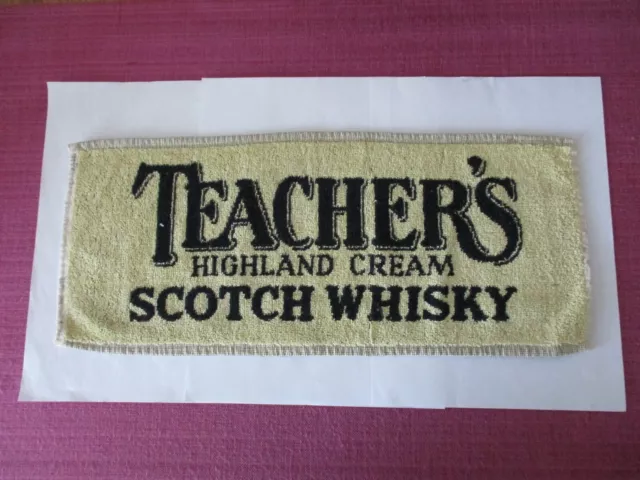 TEACHER'S
HIGHLAND CREAM
SCOTCH WHISKY